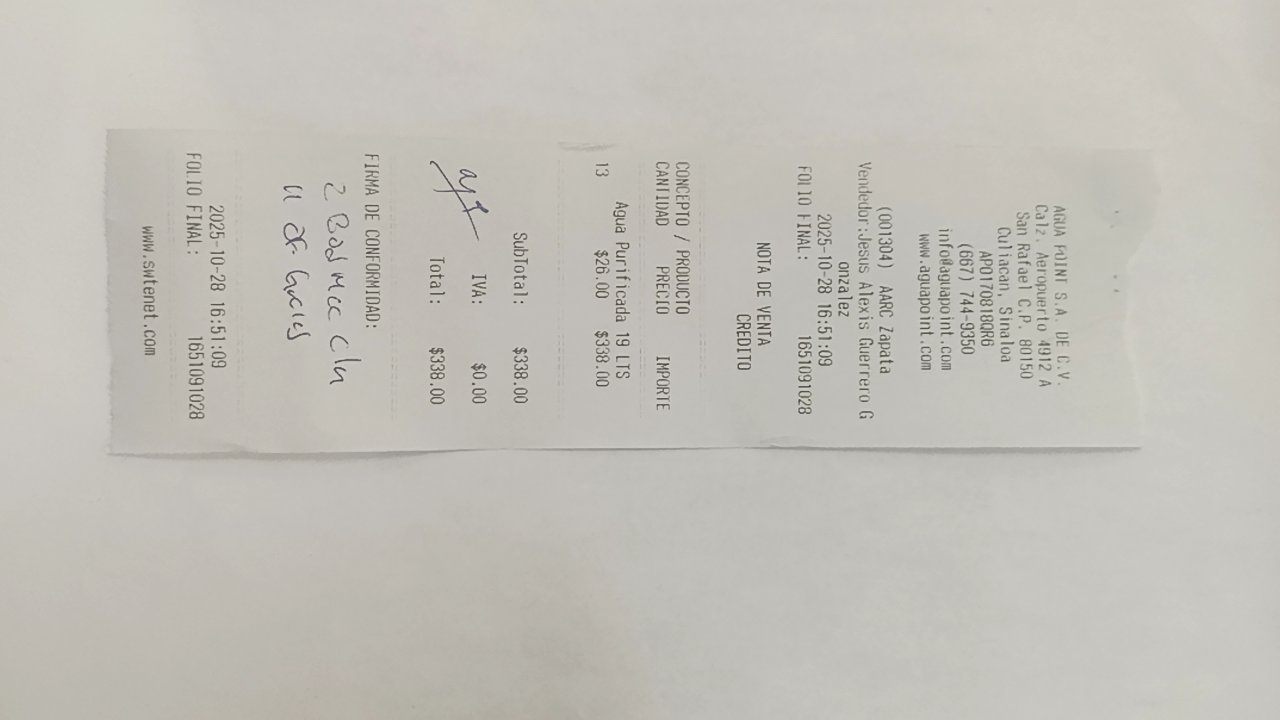 AGUA POINT S.A. DE C.V.
Calz. Aeropuerto 4912 A
San Rafael C.P. 80150
Culiacan, Sinaloa
APO170818QR6
(667) 744-9350
info@aguapoint.com
www.aguapoint.com
(001304) AARC Zapata
Vendedor:Jesus Alexis Guerrero G
onzalez
2025-10-28 16:51:09
FOLIO FINAL: 1651091028
NOTA DE VENTA
CREDITO
CONCEPTO / PRODUCTO
CANTIDAD PRECIO IMPORTE
Agua Purificada 19 LTS
13 $26.00 $338.00
SubTotal: $338.00
IVA: $0.00
Total: $338.00
FIRMA DE CONFORMIDAD:
2
11
2025-10-28 16:51:09
FOLIO FINAL: 1651091028
www.swtenet.com